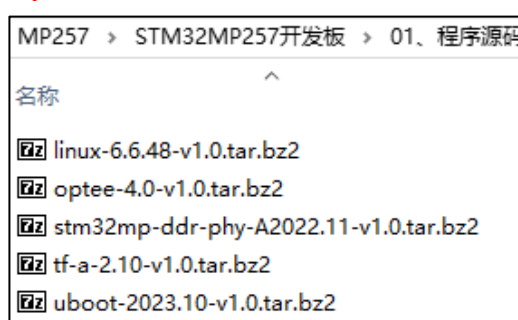 MP257 > STM32MP257开发板 > 01、程序源码
名称
linux-6.6.48-v1.0.tar.bz2
optee-4.0-v1.0.tar.bz2
stm32mp-ddr-phy-A2022.11-v1.0.tar.bz2
tf-a-2.10-v1.0.tar.bz2
uboot-2023.10-v1.0.tar.bz2